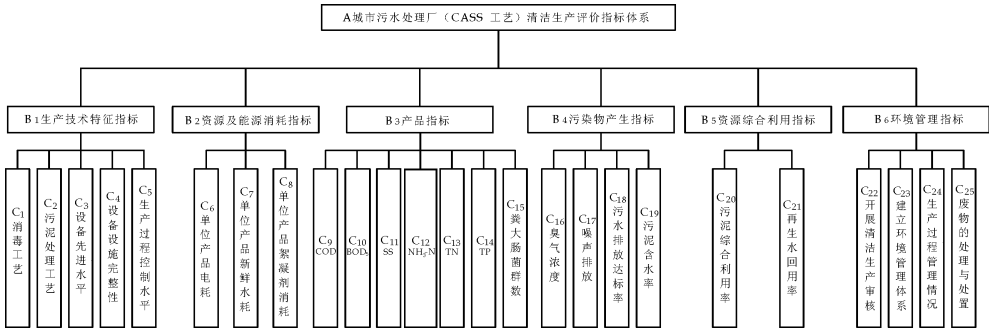 A城市污水处理厂（CASS 工艺）清洁生产评价指标体系
B1生产技术特征指标
B2资源及能源消耗指标
B3产品指标
B4污染物产生指标
B5资源综合利用指标
B6环境管理指标
C1消毒工艺
C2污泥处理工艺
C3设备先进水平
C4设备设施完整性
C5生产过程控制水平
C6单位产品电耗
C7单位产品新鲜水耗
C8单位产品絮凝剂消耗
C9 COD
C10 BOD5
C11 SS
C12 NH3-N
C13 TN
C14 TP
C15粪大肠菌群数
C16臭气浓度
C17噪声排放
C18污水排放达标率
C19污泥含水率
C20污泥综合利用率
C21再生水回用率
C22开展清洁生产审核
C23建立环境管理体系
C24生产过程管理情况
C25废物的处理与处置